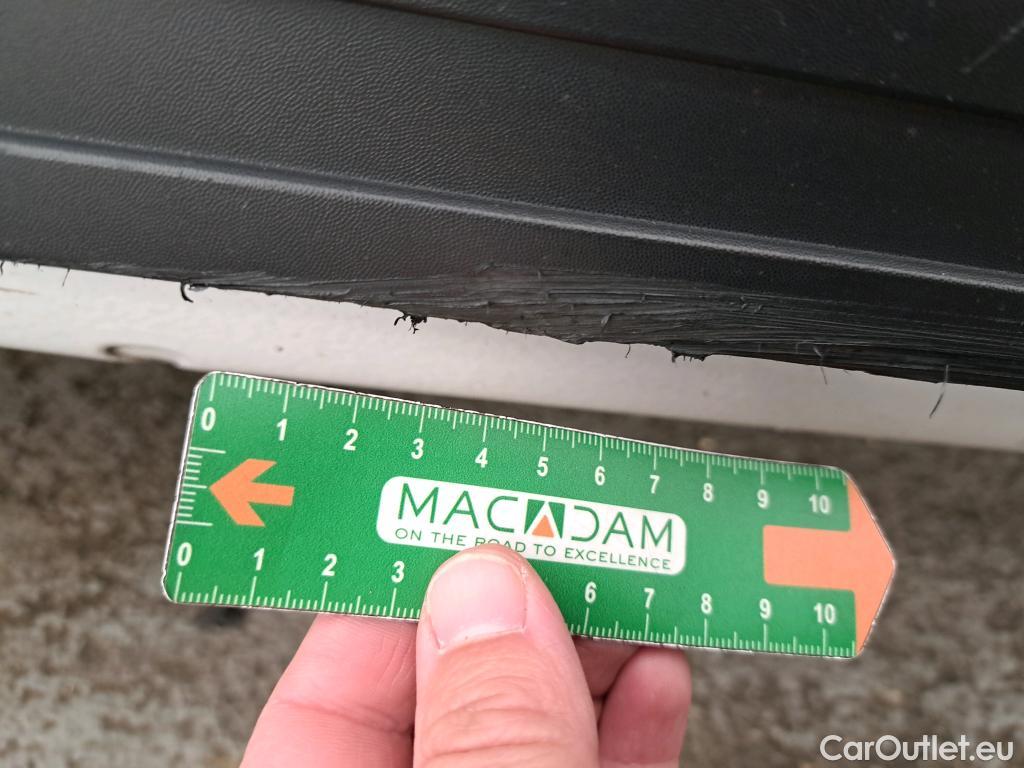 0 1 2 3 4 5 6 7 8 9 10
MACADAM
ON THE ROAD TO EXCELLENCE
0 1 2 3 6 7 8 9 10
CarOutlet.eu